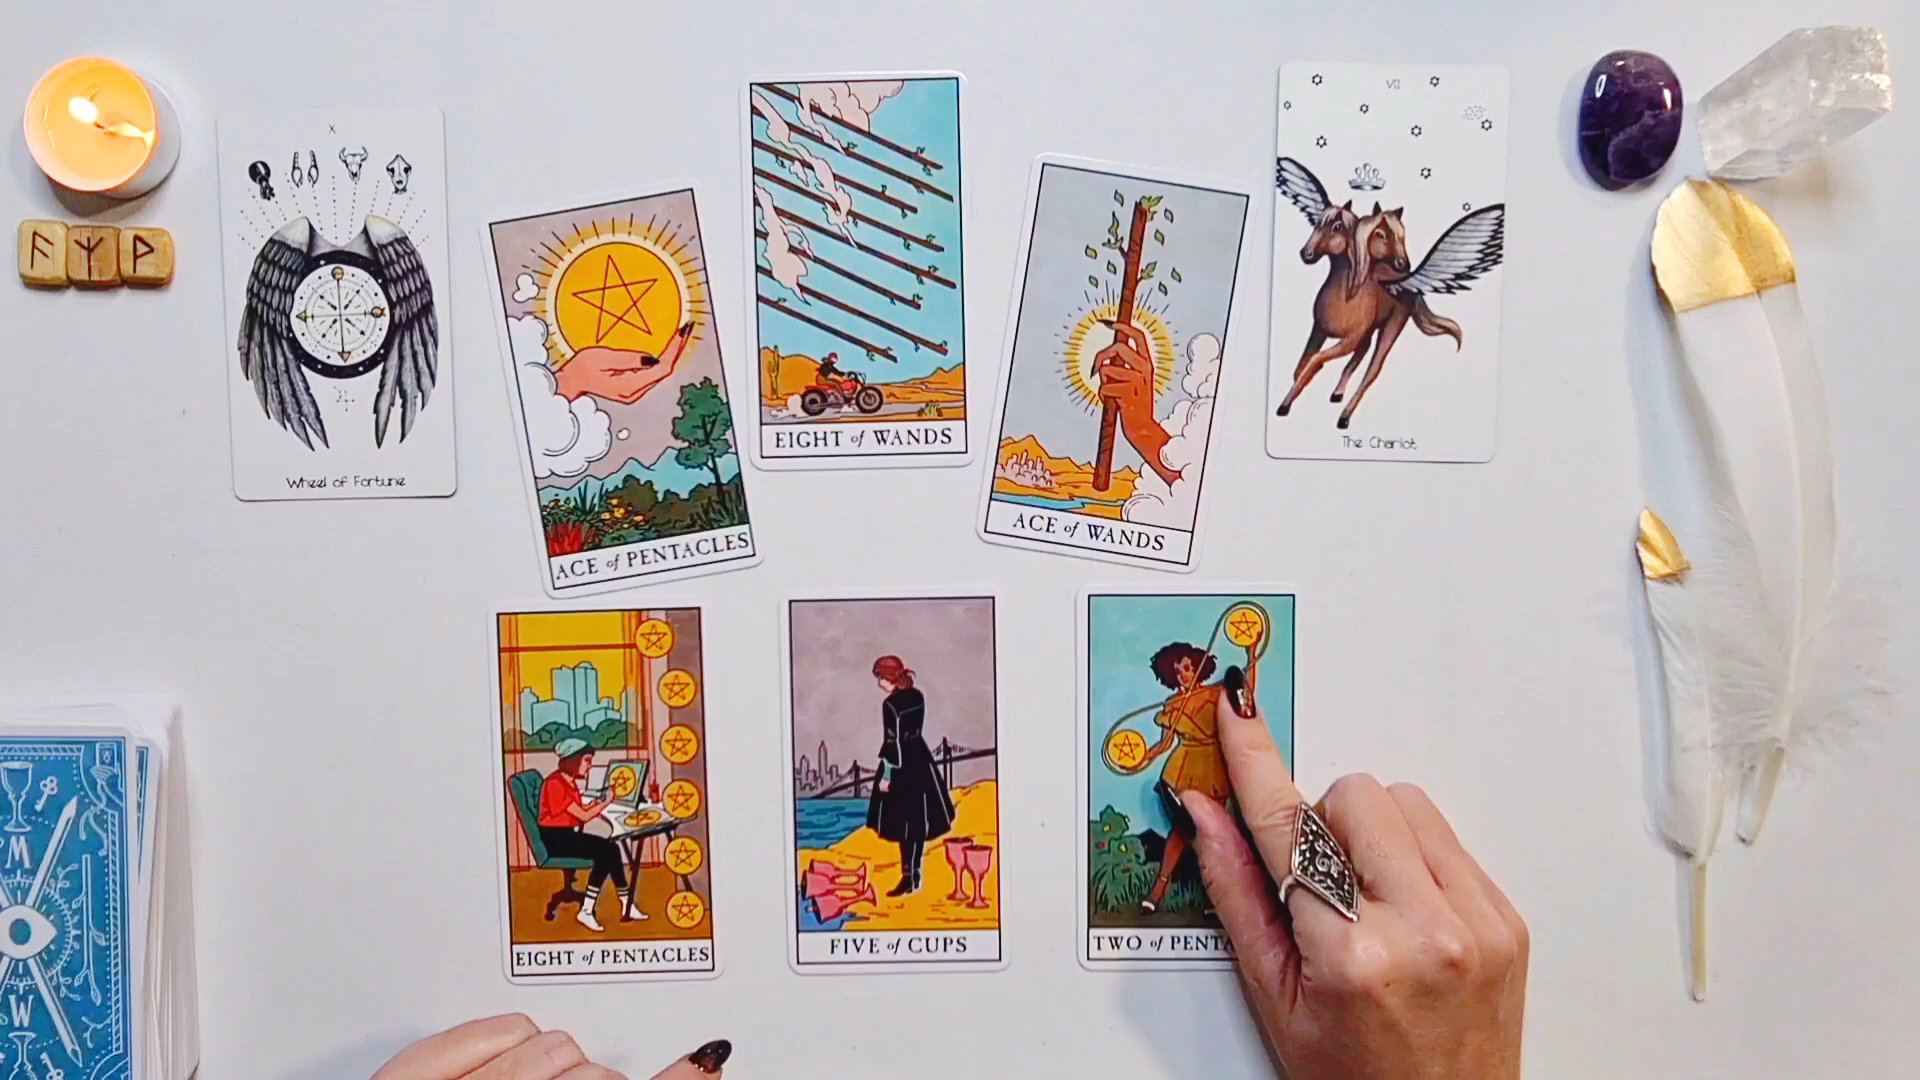 X
Wheel of Fortune
ACE of PENTACLES
EIGHT of WANDS
ACE of WANDS
VII
The Chariot
ᚨᛉᚹ
EIGHT of PENTACLES
FIVE of CUPS
TWO of PENTA
M
W